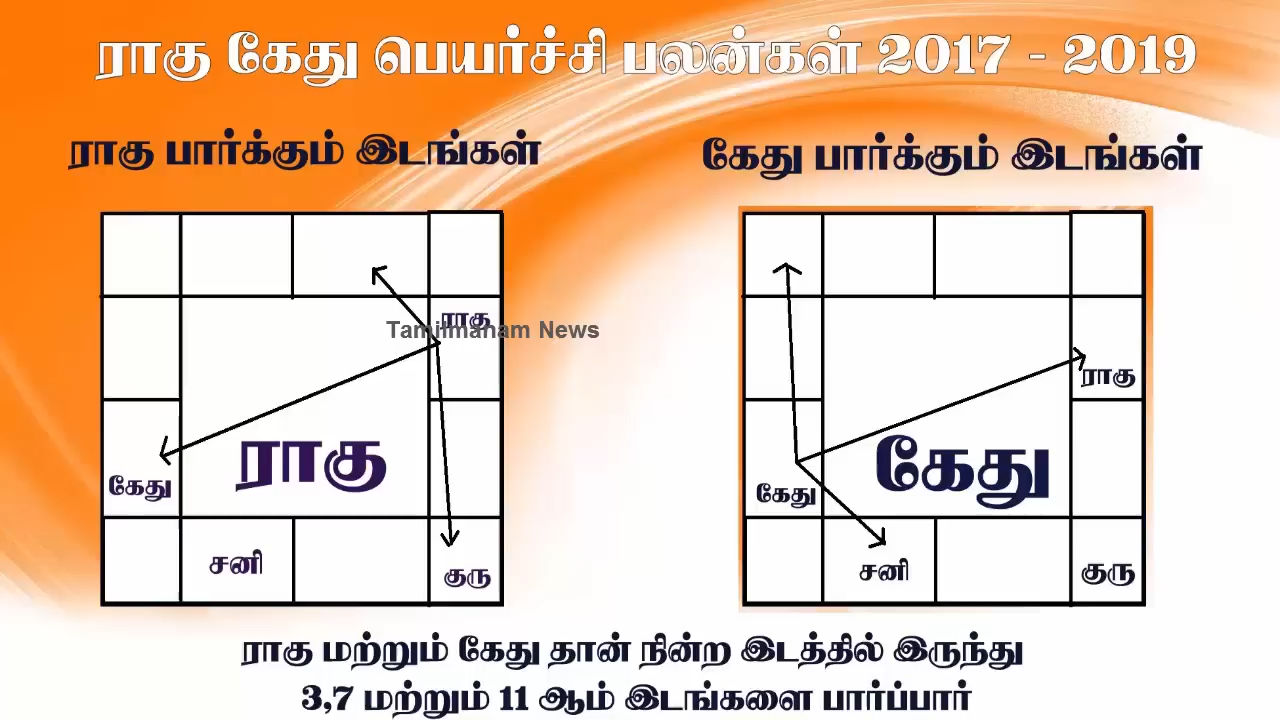 ராகு கேது பெயர்ச்சி பலன்கள் 2017 - 2019
ராகு பார்க்கும் இடங்கள்
ராகு
Tamilmanam News
கேது
ராகு
சனி
குரு
கேது பார்க்கும் இடங்கள்
ராகு
கேது
கேது
சனி
குரு
ராகு மற்றும் கேது தான் நின்ற இடத்தில் இருந்து
3,7 மற்றும் 11 ஆம் இடங்களை பார்ப்பார்